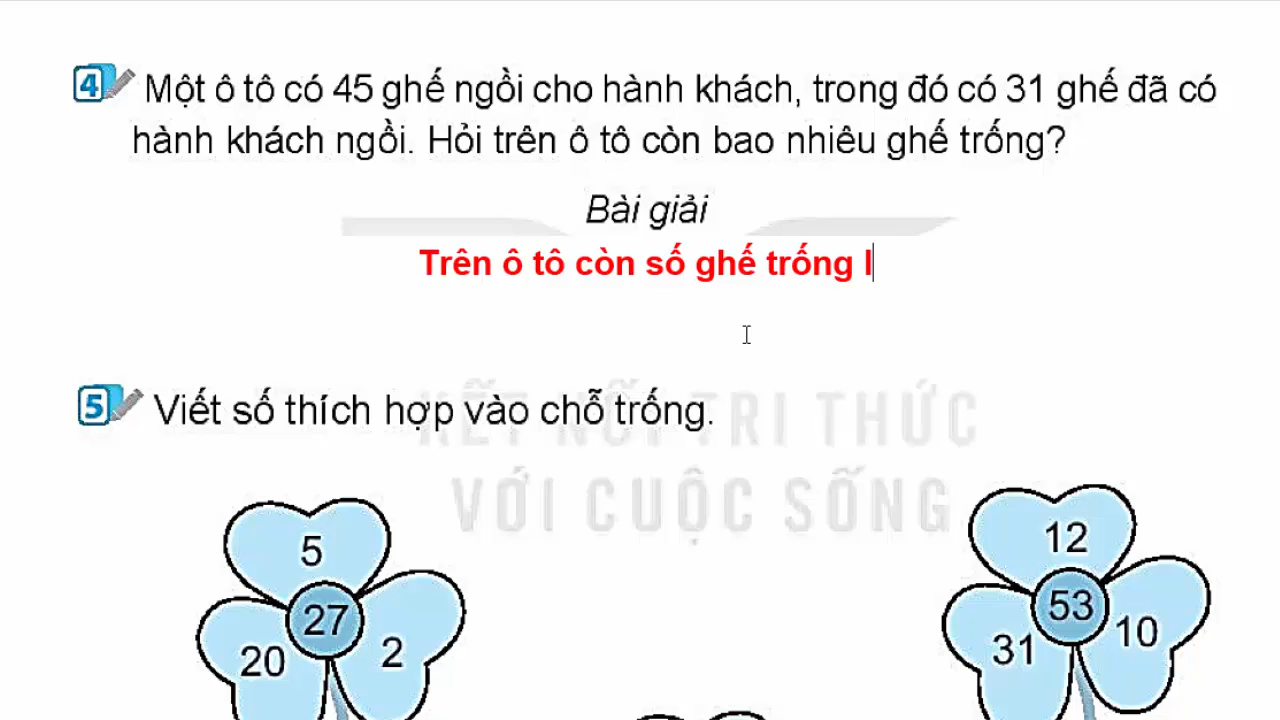 4 Một ô tô có 45 ghế ngồi cho hành khách, trong đó có 31 ghế đã có
hành khách ngồi. Hỏi trên ô tô còn bao nhiêu ghế trống?
Bài giải
Trên ô tô còn số ghế trống l
5 Viết số thích hợp vào chỗ trống.
KẾT NỐI TRI THỨC
VỚI CUỘC SỐNG
5
27
20
2
12
53
31
10